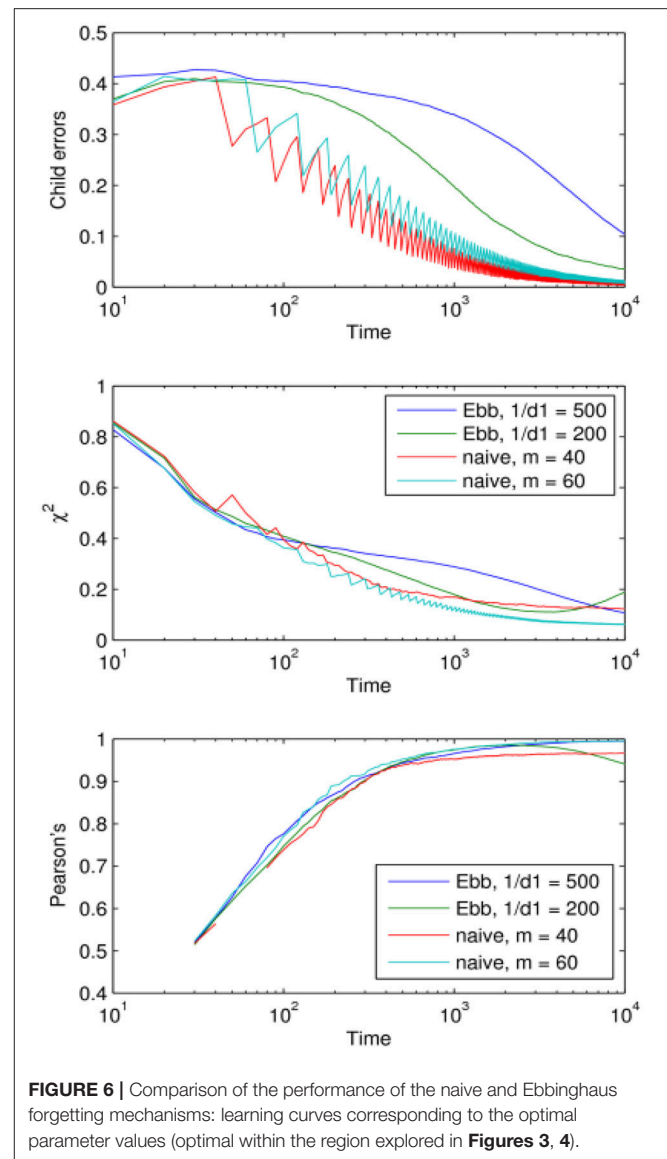 0.5
0.4
0.3
0.2
0.1
0
Child errors
10^1
10^2
10^3
10^4
Time
1
0.8
0.6
0.4
0.2
0
χ^2
Ebb, 1/d1 = 500
Ebb, 1/d1 = 200
naive, m = 40
naive, m = 60
10^1
10^2
10^3
10^4
Time
1
0.9
0.8
0.7
0.6
0.5
0.4
Pearson's
Ebb, 1/d1 = 500
Ebb, 1/d1 = 200
naive, m = 40
naive, m = 60
10^1
10^2
10^3
10^4
Time
FIGURE 6 | Comparison of the performance of the naive and Ebbinghaus
forgetting mechanisms: learning curves corresponding to the optimal
parameter values (optimal within the region explored in Figures 3, 4).